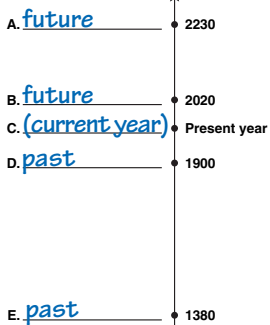 A. future 2230
B. future 2020
C. (current year) Present year
D. past 1900
E. past 1380